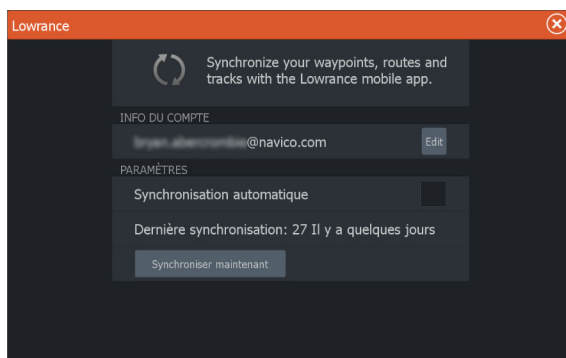 Lowrance
Synchronize your waypoints, routes and
tracks with the Lowrance mobile app.
INFO DU COMPTE
@navico.com
Edit
PARAMÈTRES
Synchronisation automatique
Dernière synchronisation: 27 Il y a quelques jours
Synchroniser maintenant